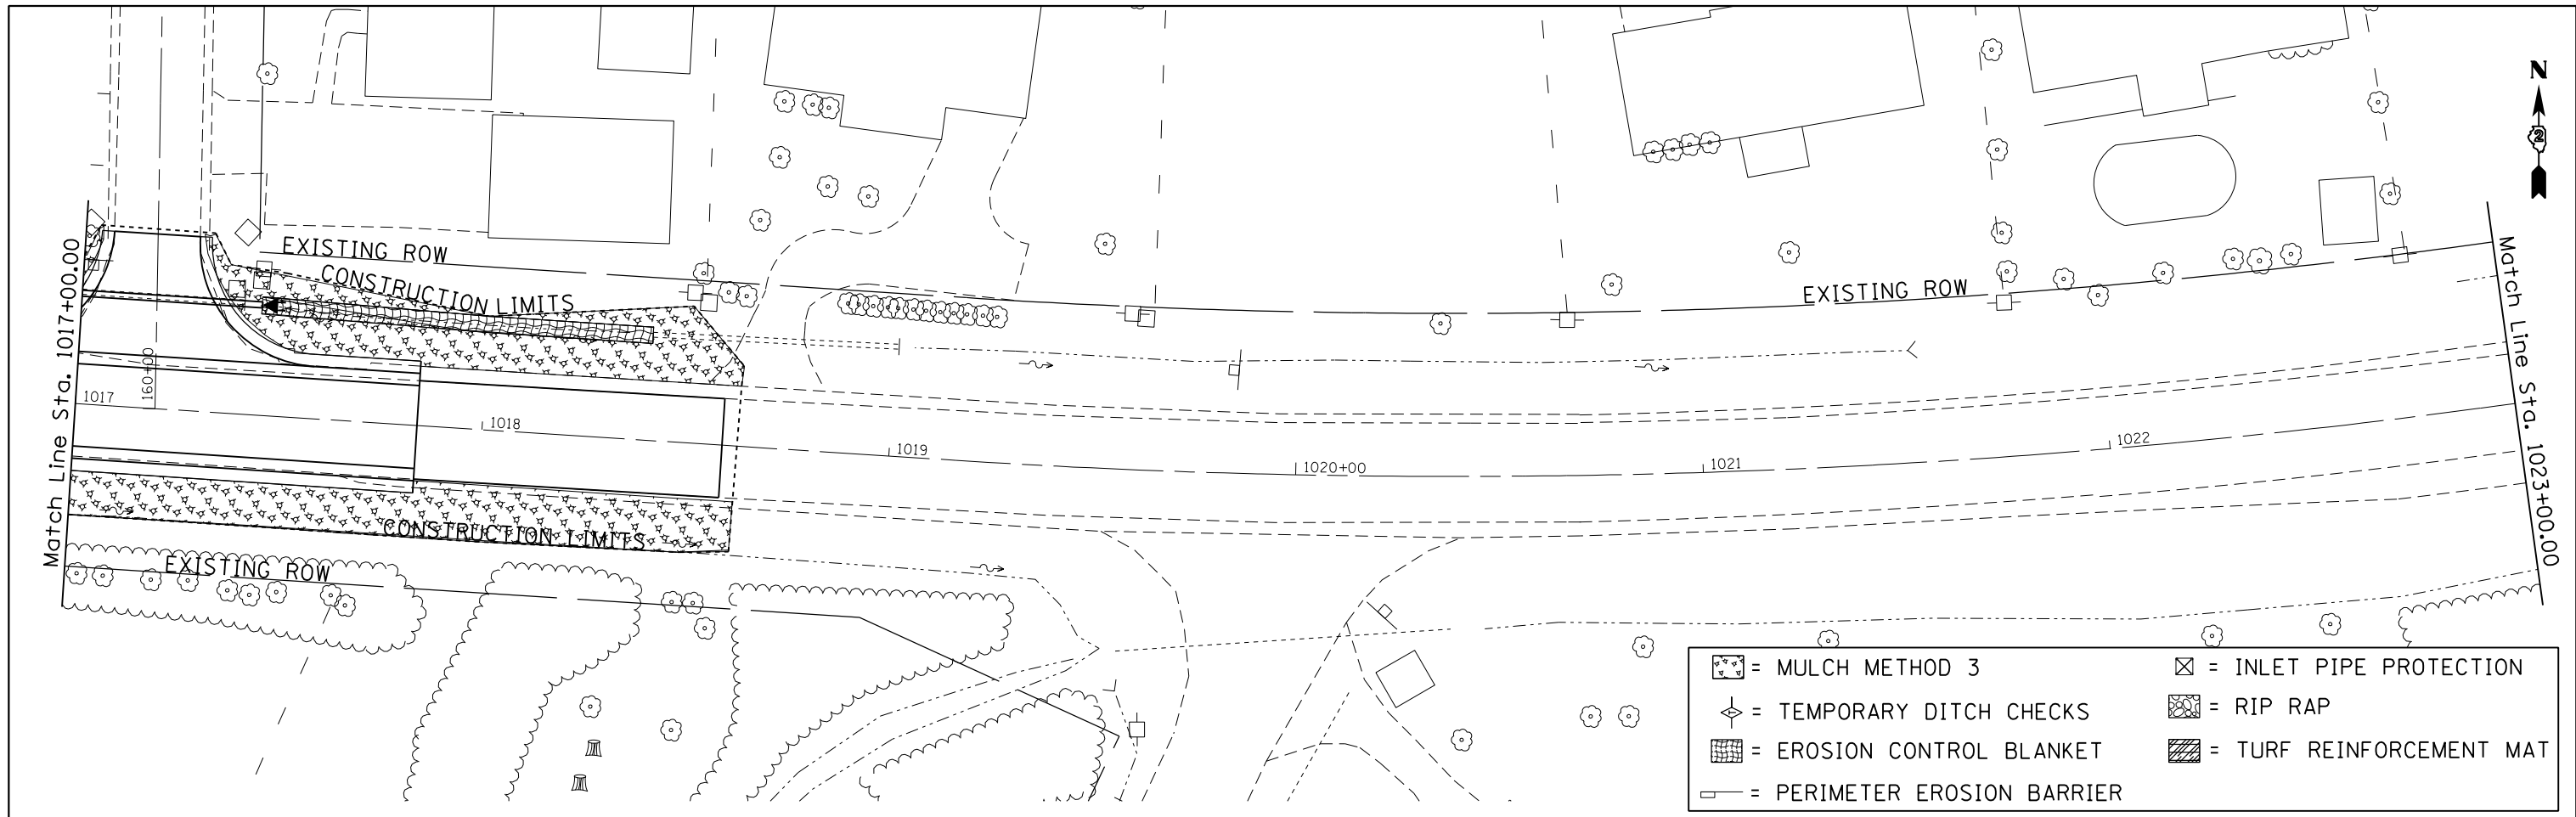 N
2
EXISTING ROW
CONSTRUCTION LIMITS
EXISTING ROW
Match Line Sta. 1017+00.00
Match Line Sta. 1023+00.00
160+00
1017
1018
1019
1020+00
1021
1022
CONSTRUCTION LIMITS
EXISTING ROW
= MULCH METHOD 3
= INLET PIPE PROTECTION
= TEMPORARY DITCH CHECKS
= RIP RAP
= EROSION CONTROL BLANKET
= TURF REINFORCEMENT MAT
= PERIMETER EROSION BARRIER